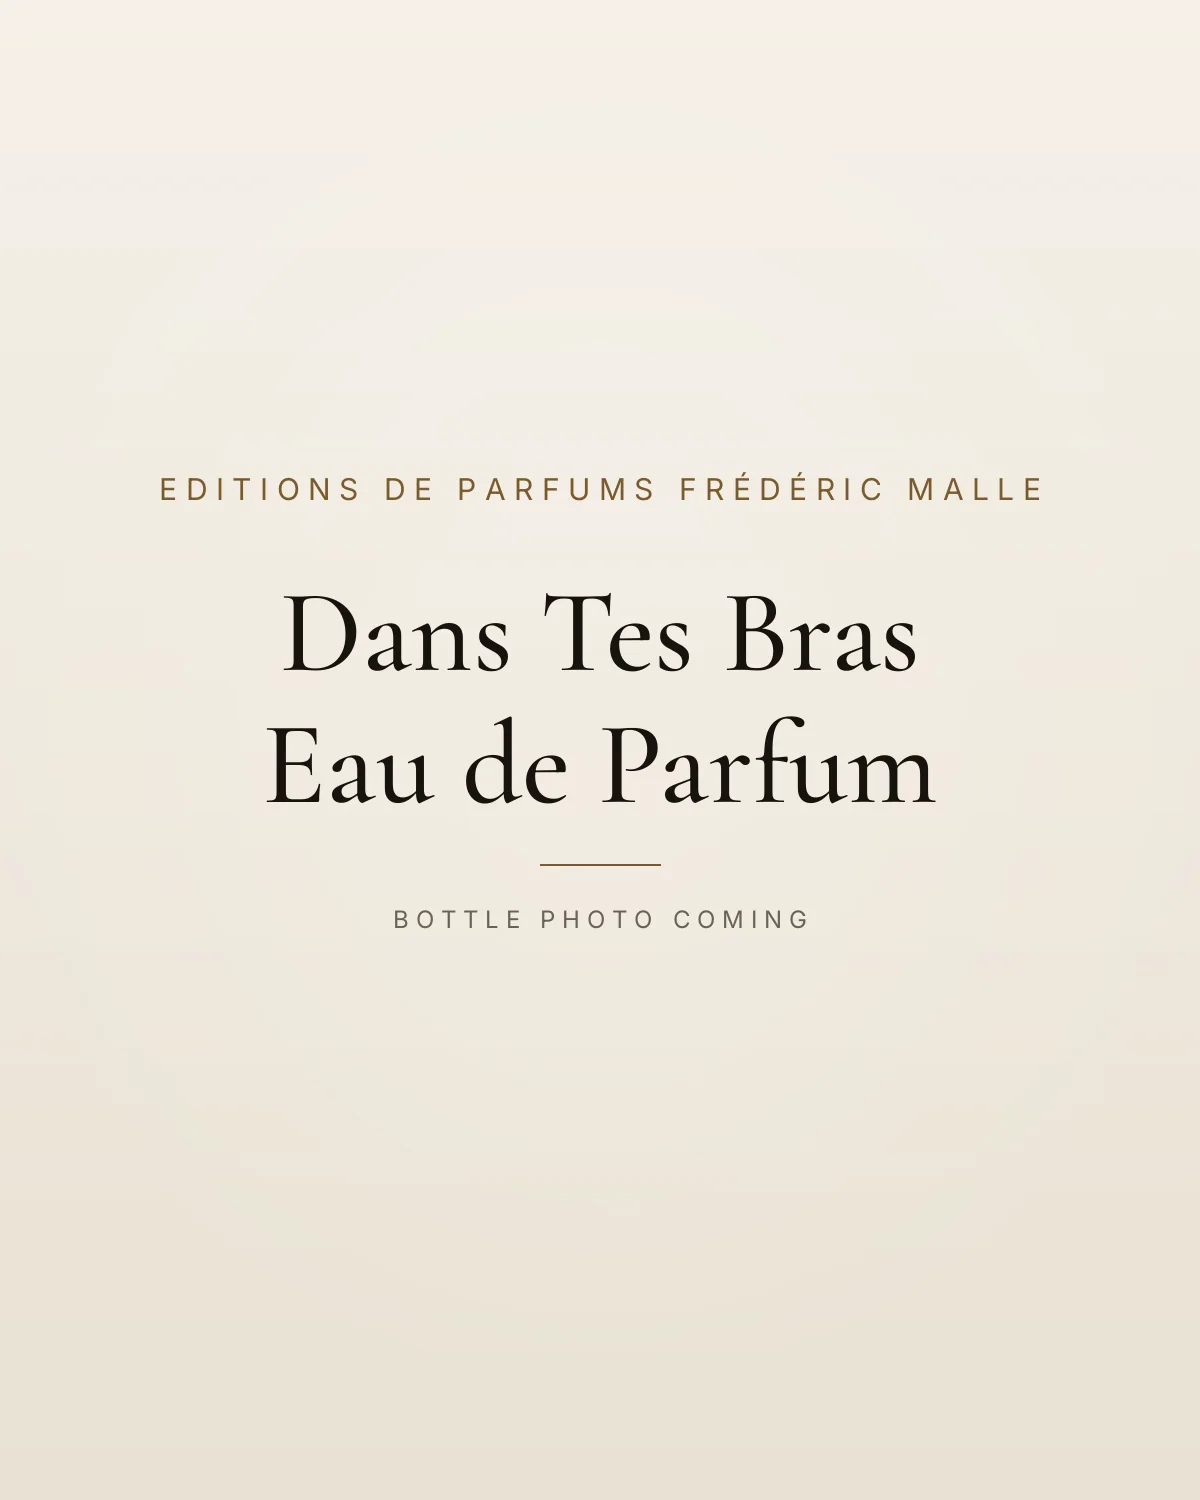 EDITIONS DE PARFUMS FRÉDÉRIC MALLE
Dans Tes Bras
Eau de Parfum
BOTTLE PHOTO COMING